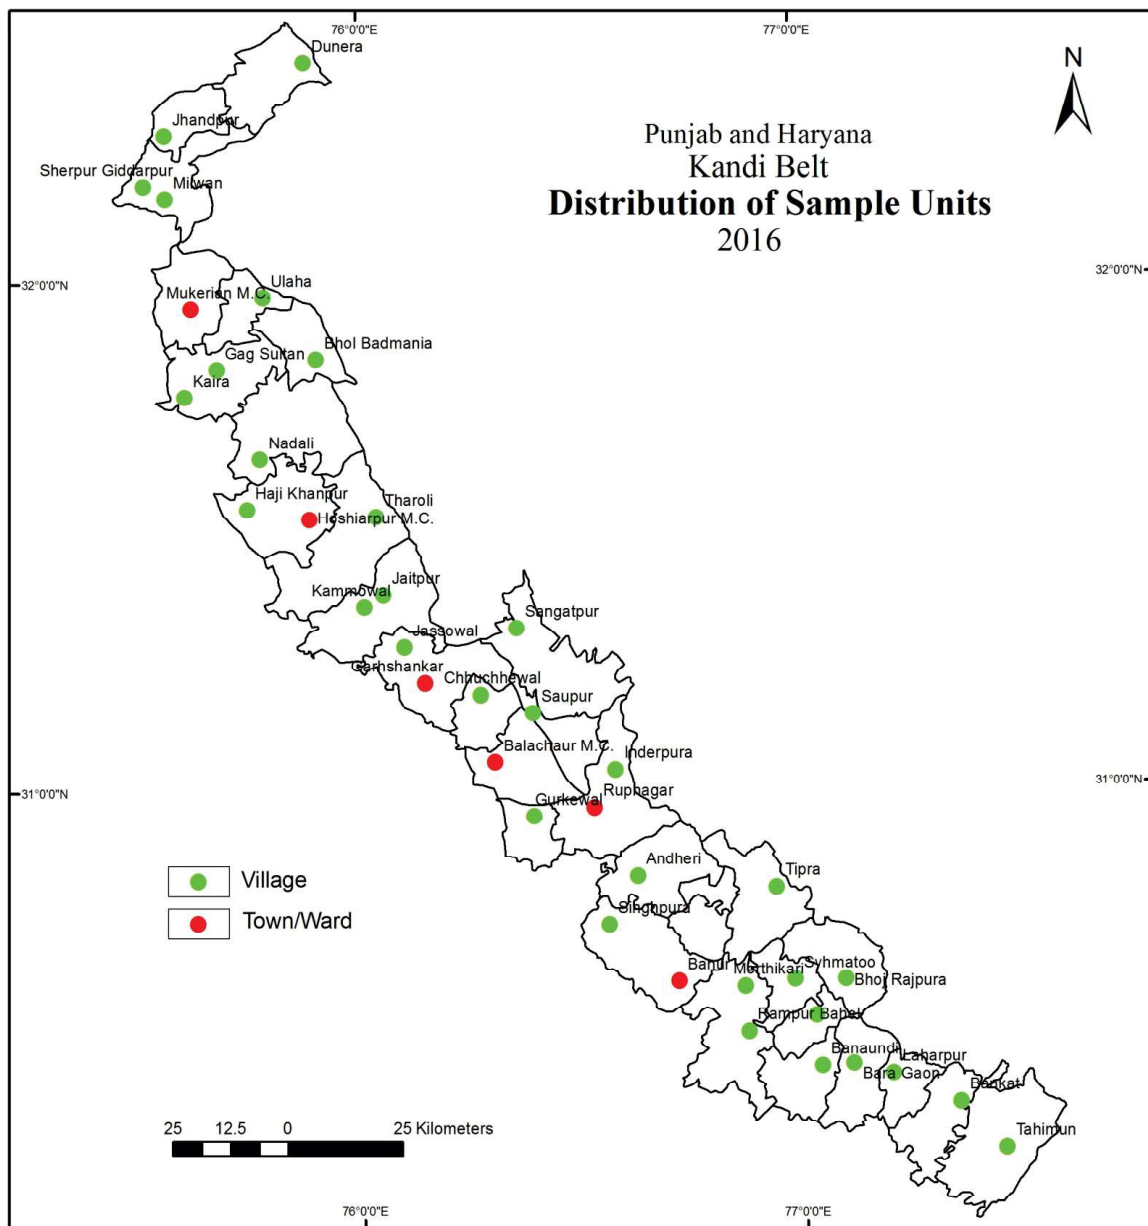 76°0'0"E
77°0'0"E
Dunera
N
Jhandpur
Punjab and Haryana
Kandi Belt
Distribution of Sample Units
2016
Sherpur Giddarpur
Milwan
32°0'0"N
32°0'0"N
Ulaha
Mukerian M.C.
Bhol Badmania
Gag Sultan
Kaira
Nadali
Haji Khanpur
Tharoli
Hoshiarpur M.C.
Jaitpur
Kammowal
Sangatpur
Jassowal
Garhshankar
Chhuchhewal
Saupur
Balachaur M.C.
Inderpura
31°0'0"N
31°0'0"N
Gurkewal
Rupnagar
Andheri
Tipra
Village
Singhpura
Town/Ward
Banur
Morthikari
Syhmatoo
Bhoj Rajpura
Rampur Bahel
Banaundi
Laharpur
Bara Gaon
Bankat
25 12.5 0 25 Kilometers
Tahimun
76°0'0"E
77°0'0"E